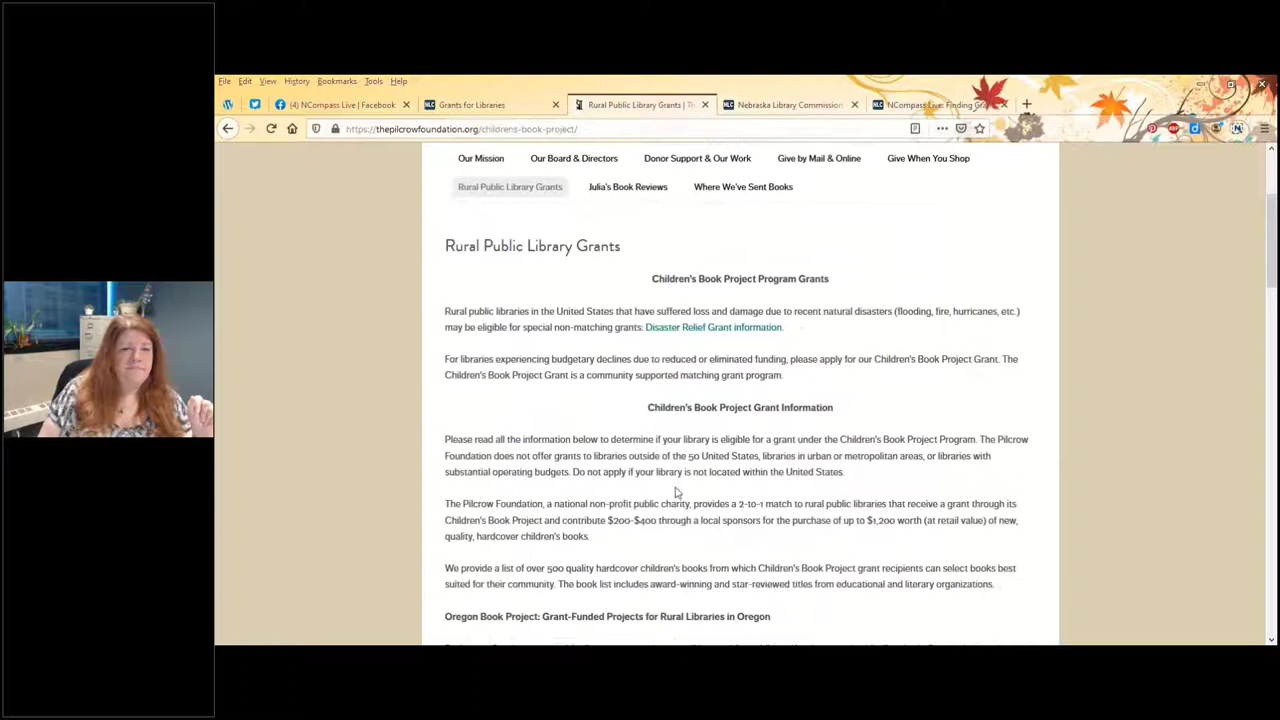 File Edit View History Bookmarks Tools Help
(4) NCompass Live | Facebook
Grants for Libraries
Rural Public Library Grants | Th
Nebraska Library Commission
NCompass Live: Finding Gra
https://thepilcrowfoundation.org/childrens-book-project/
Our Mission Our Board & Directors Donor Support & Our Work Give by Mail & Online Give When You Shop
Rural Public Library Grants Julia's Book Reviews Where We've Sent Books
Rural Public Library Grants
Children's Book Project Program Grants
Rural public libraries in the United States that have suffered loss and damage due to recent natural disasters (flooding, fire, hurricanes, etc.)
may be eligible for special non-matching grants: Disaster Relief Grant information.
For libraries experiencing budgetary declines due to reduced or eliminated funding, please apply for our Children's Book Project Grant. The
Children's Book Project Grant is a community supported matching grant program.
Children's Book Project Grant Information
Please read all the information below to determine if your library is eligible for a grant under the Children's Book Project Program. The Pilcrow
Foundation does not offer grants to libraries outside of the 50 United States, libraries in urban or metropolitan areas, or libraries with
substantial operating budgets. Do not apply if your library is not located within the United States.
The Pilcrow Foundation, a national non-profit public charity, provides a 2-to-1 match to rural public libraries that receive a grant through its
Children's Book Project and contribute $200-$400 through a local sponsors for the purchase of up to $1,200 worth (at retail value) of new,
quality, hardcover children's books.
We provide a list of over 500 quality hardcover children's books from which Children's Book Project grant recipients can select books best
suited for their community. The book list includes award-winning and star-reviewed titles from educational and literary organizations.
Oregon Book Project: Grant-Funded Projects for Rural Libraries in Oregon